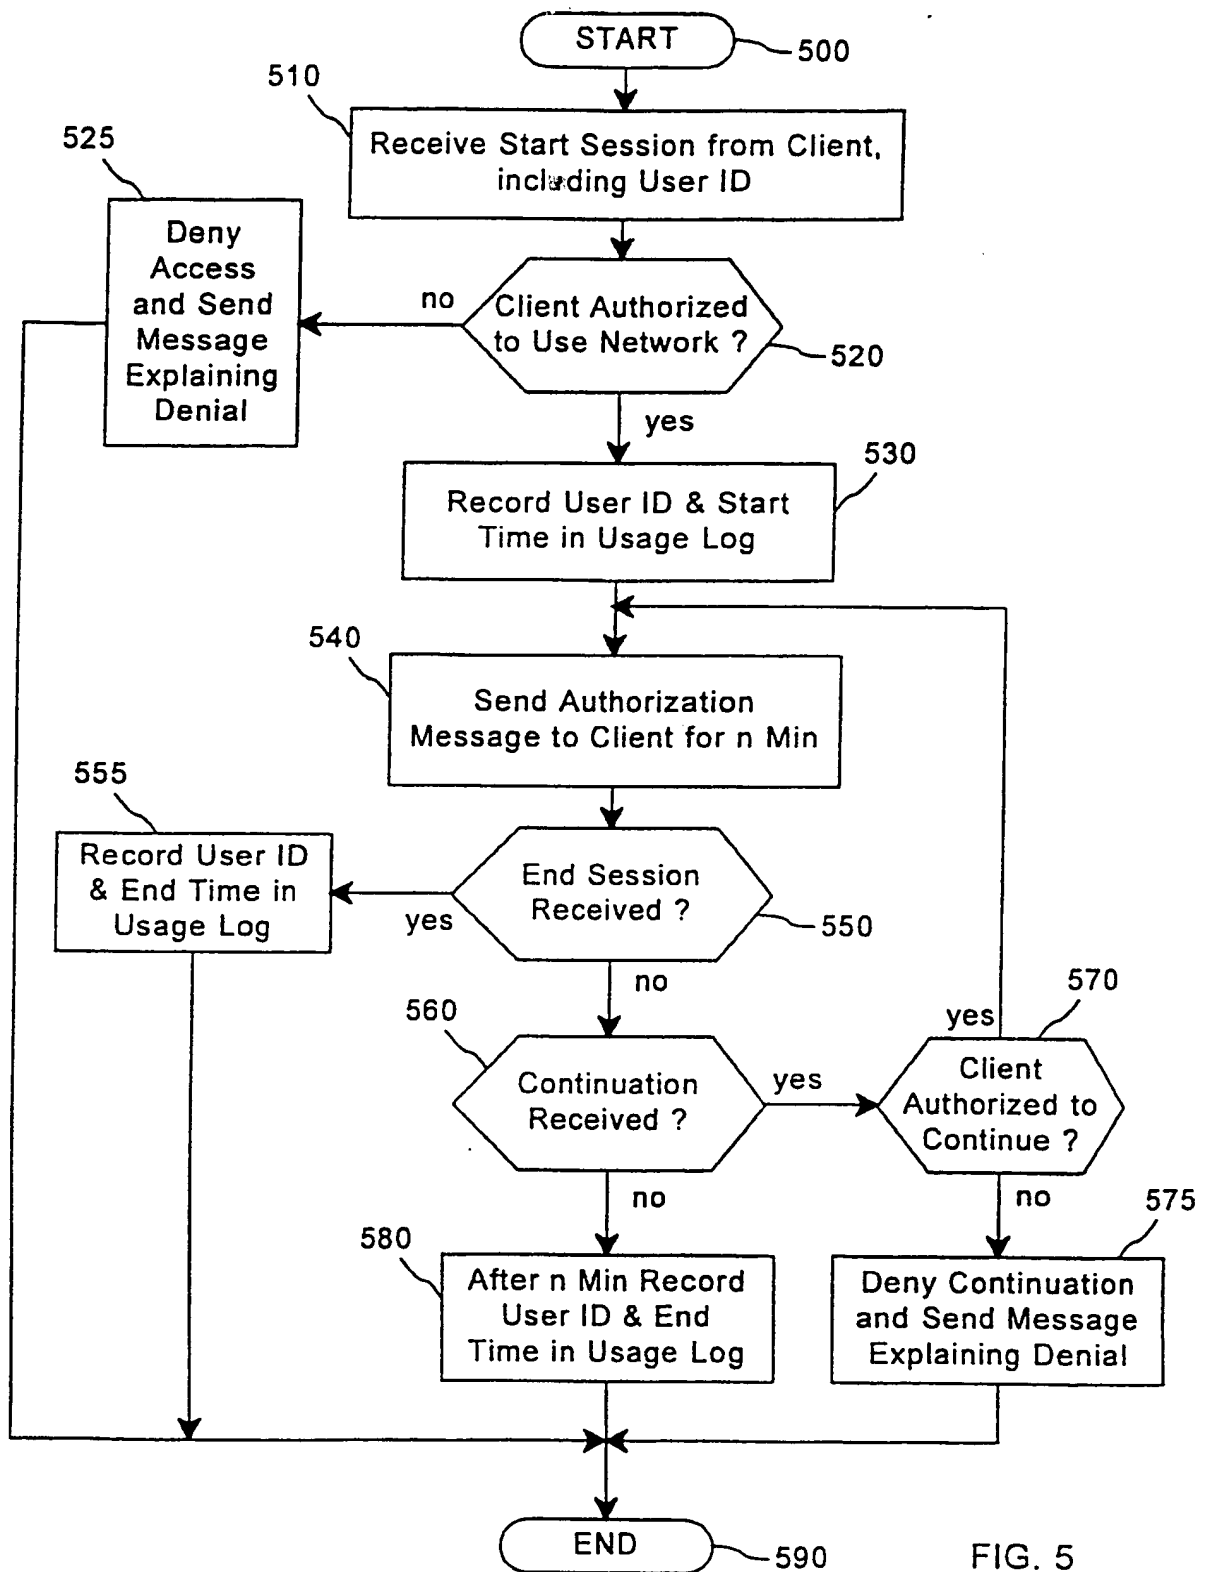 START
500
510
Receive Start Session from Client,
including User ID
525
Deny
Access
and Send
Message
Explaining
Denial
no
Client Authorized
to Use Network ?
520
yes
530
Record User ID & Start
Time in Usage Log
540
Send Authorization
Message to Client for n Min
555
Record User ID
& End Time in
Usage Log
yes
End Session
Received ?
550
no
560
Continuation
Received ?
yes
570
yes
Client
Authorized to
Continue ?
no
no
575
580
After n Min Record
User ID & End
Time in Usage Log
Deny Continuation
and Send Message
Explaining Denial
END
590
FIG. 5